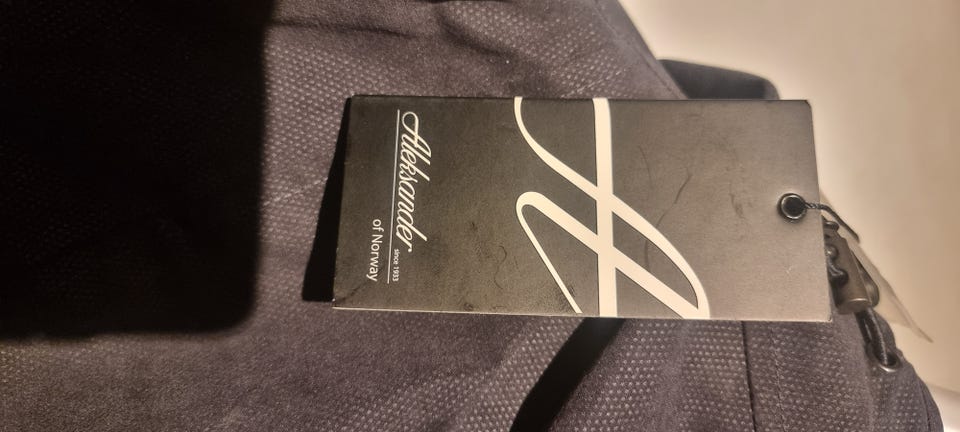 A
Aleksander
since 1933
of Norway